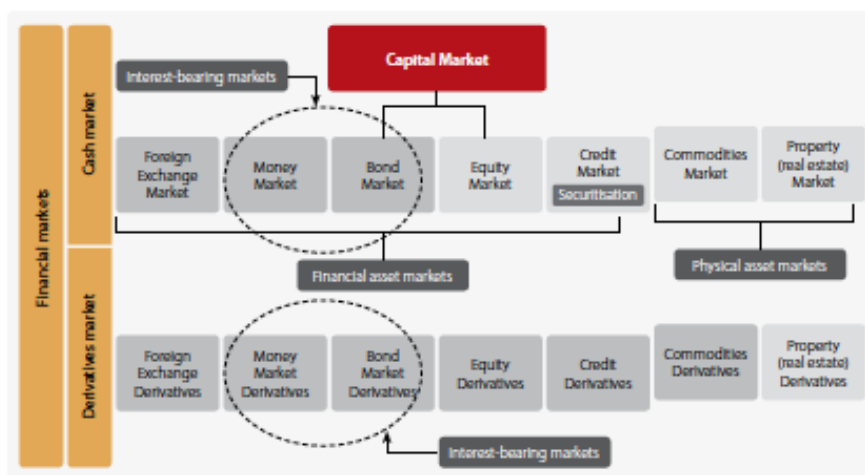 Financial markets
Cash market
Derivatives market
Interest-bearing markets
Capital Market
Foreign
Exchange
Market
Money
Market
Bond
Market
Equity
Market
Credit
Market
Securitisation
Commodities
Market
Property
(real estate)
Market
Financial asset markets
Physical asset markets
Foreign
Exchange
Derivatives
Money
Market
Derivatives
Bond
Market
Derivatives
Equity
Derivatives
Credit
Derivatives
Commodities
Derivatives
Property
(real estate)
Derivatives
Interest-bearing markets